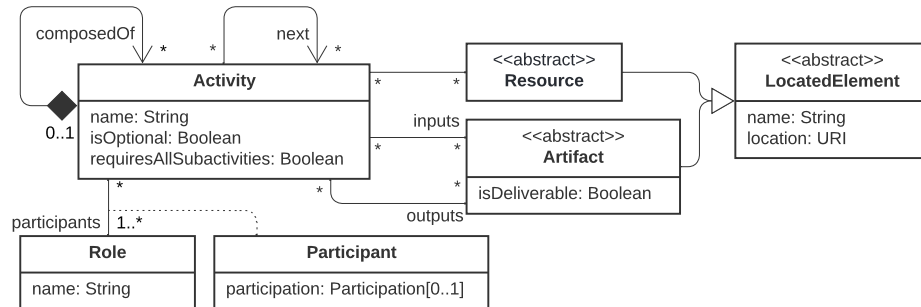 composedOf
*
*
next
*
0..1
Activity
name: String
isOptional: Boolean
requiresAllSubactivities: Boolean
*
*
<<abstract>>
Resource
<<abstract>>
LocatedElement
name: String
location: URI
inputs
*
*
<<abstract>>
Artifact
isDeliverable: Boolean
*
*
outputs
*
participants
1..*
Role
name: String
Participant
participation: Participation[0..1]